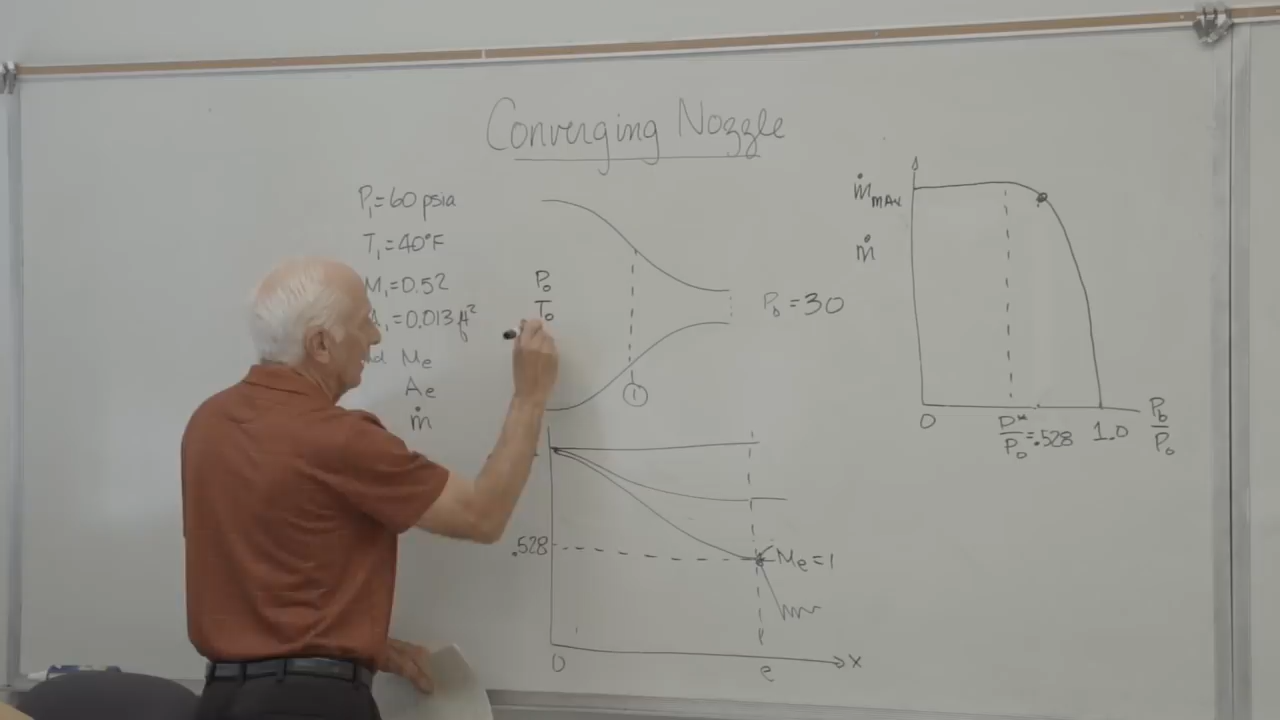 Converging Nozzle
P₁=60 psia
T₁=40°F
M₁=0.52
A₁=0.013 ft²
Me
Ae
ṁ
P₀
T₀
1
P_b=30
.528
Me=1
0
e
x
ṁ_MAX
ṁ
0
P*/P₀=.528
1.0
P_b/P₀